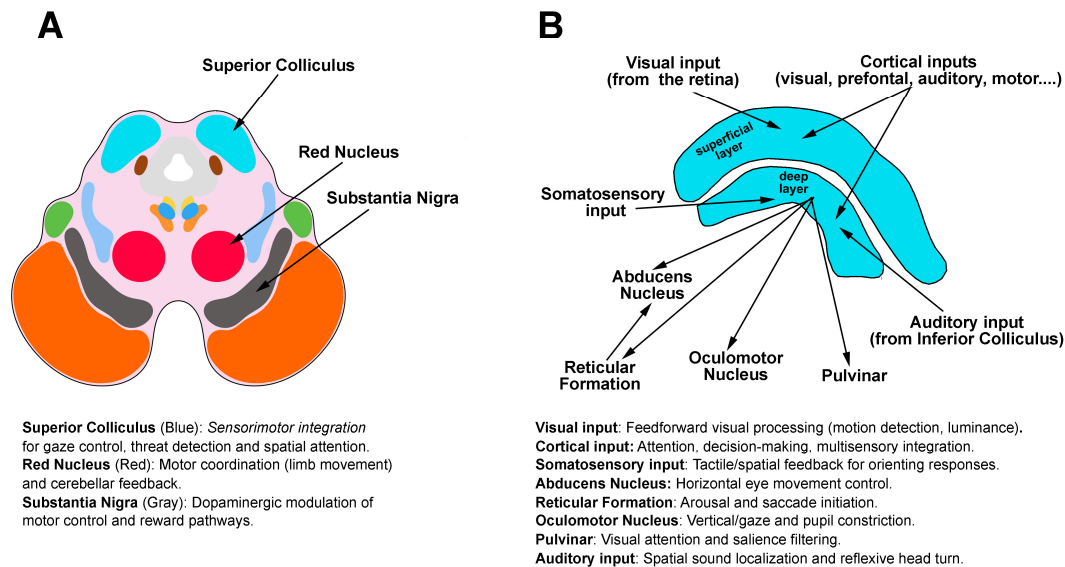 A
Superior Colliculus
Red Nucleus
Substantia Nigra
Superior Colliculus (Blue): Sensorimotor integration
for gaze control, threat detection and spatial attention.
Red Nucleus (Red): Motor coordination (limb movement)
and cerebellar feedback.
Substantia Nigra (Gray): Dopaminergic modulation of
motor control and reward pathways.
B
Visual input
(from the retina)
Cortical inputs
(visual, prefontal, auditory, motor....)
superficial
layer
deep
layer
Somatosensory
input
Abducens
Nucleus
Reticular
Formation
Oculomotor
Nucleus
Pulvinar
Auditory input
(from Inferior Colliculus)
Visual input: Feedforward visual processing (motion detection, luminance).
Cortical input: Attention, decision-making, multisensory integration.
Somatosensory input: Tactile/spatial feedback for orienting responses.
Abducens Nucleus: Horizontal eye movement control.
Reticular Formation: Arousal and saccade initiation.
Oculomotor Nucleus: Vertical/gaze and pupil constriction.
Pulvinar: Visual attention and salience filtering.
Auditory input: Spatial sound localization and reflexive head turn.